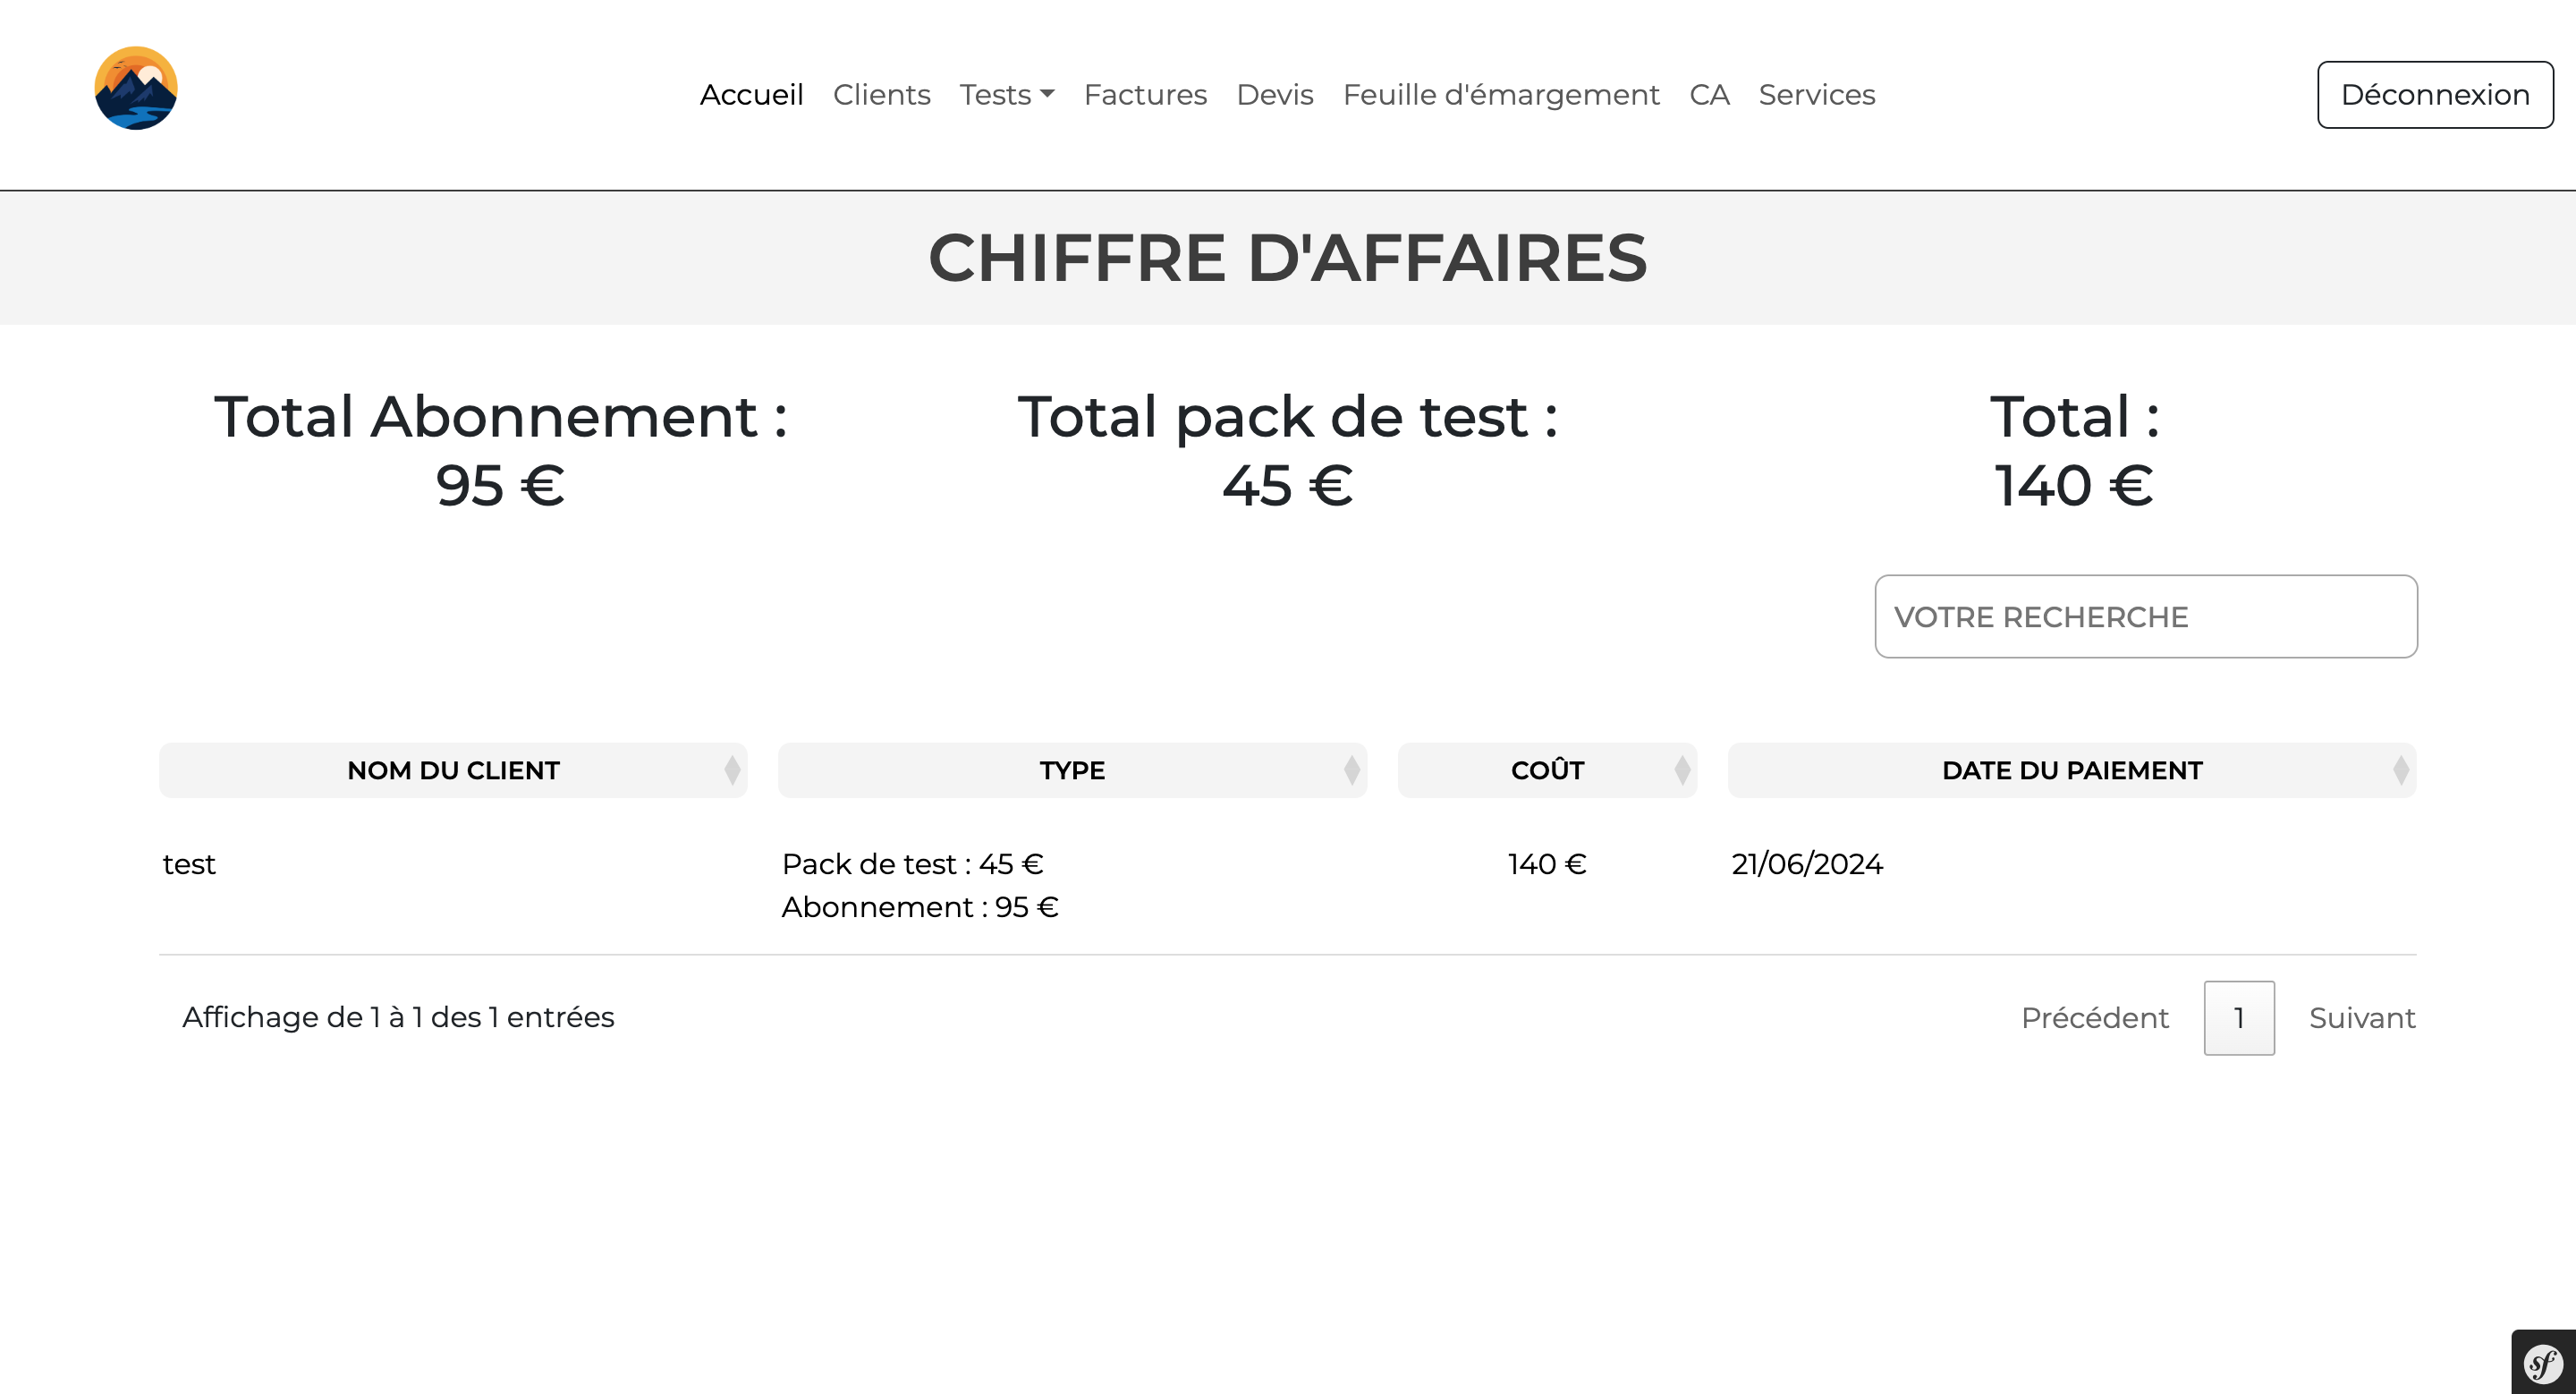 Accueil Clients Tests Factures Devis Feuille d'émargement CA Services Déconnexion
CHIFFRE D'AFFAIRES
Total Abonnement :
95 €
Total pack de test :
45 €
Total :
140 €
VOTRE RECHERCHE
NOM DU CLIENT TYPE COÛT DATE DU PAIEMENT
test Pack de test : 45 € 140 € 21/06/2024
Abonnement : 95 €
Affichage de 1 à 1 des 1 entrées Précédent 1 Suivant
sf